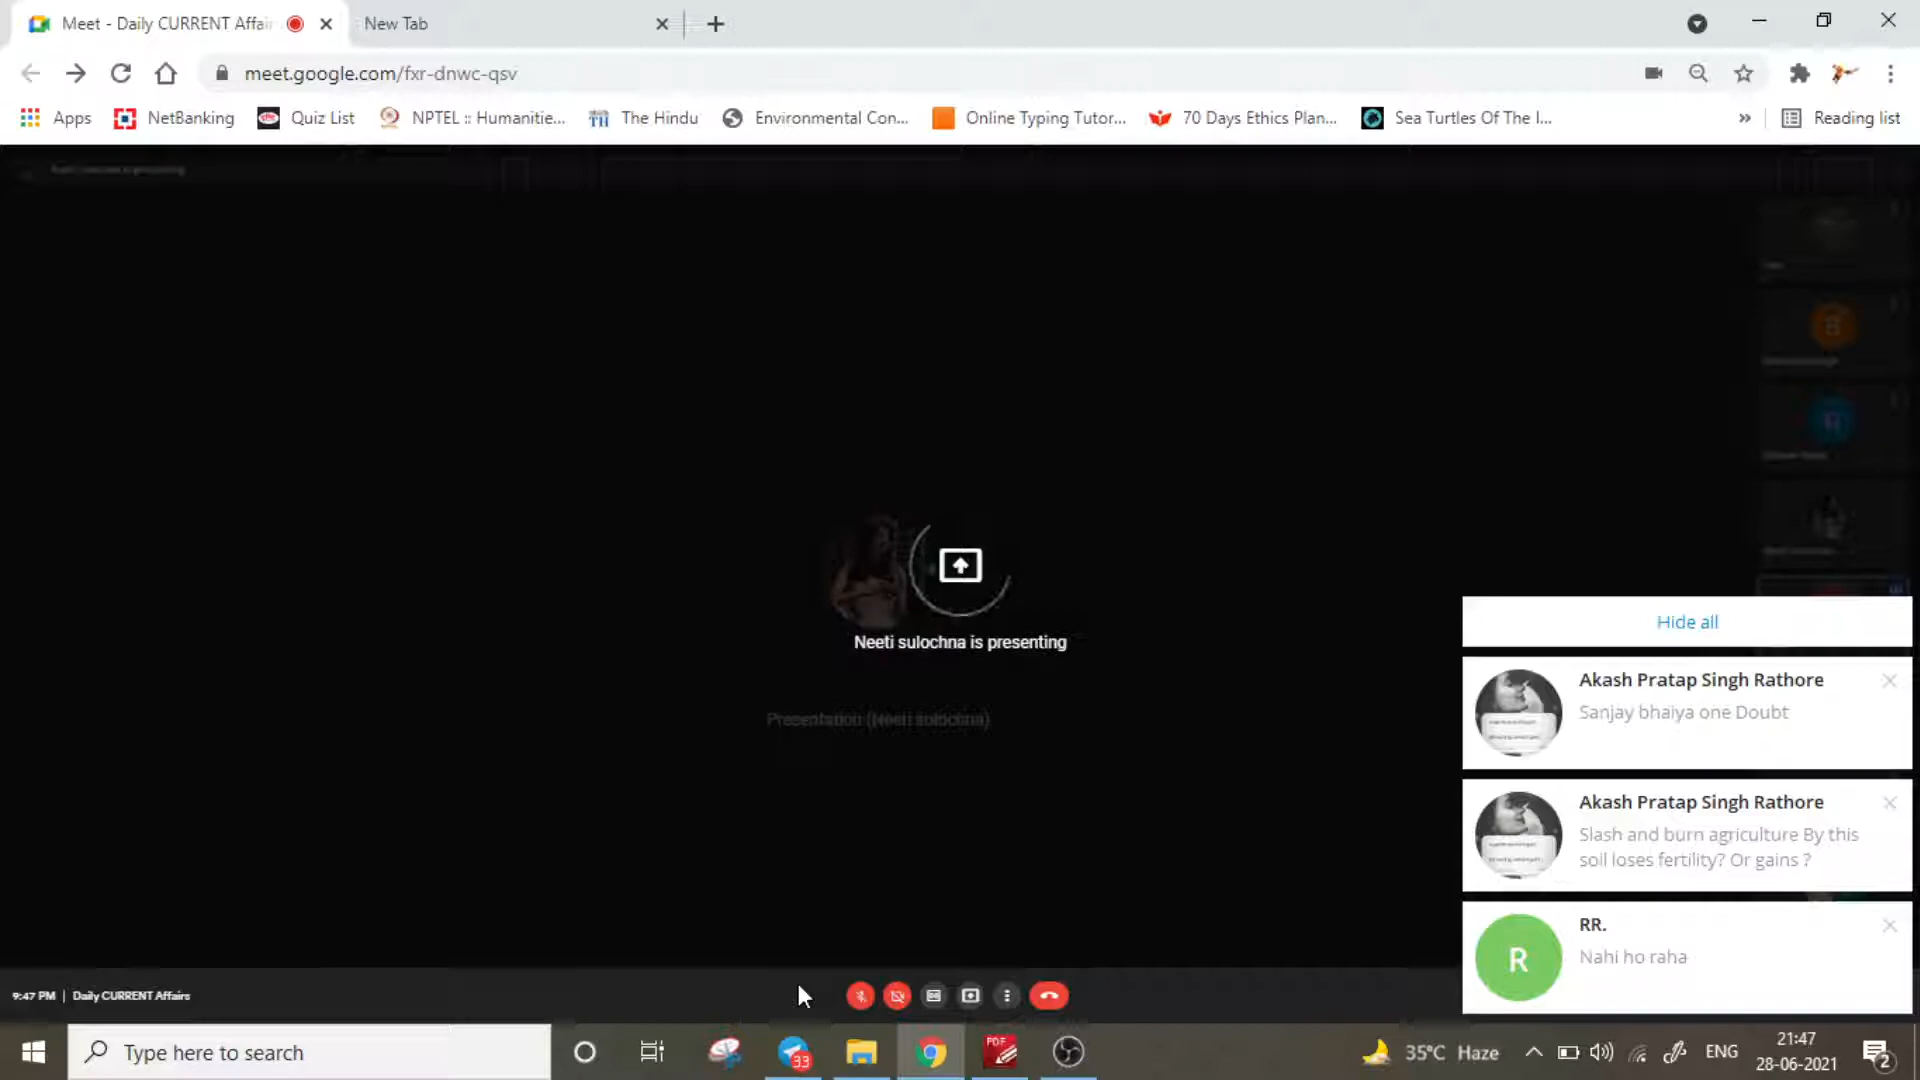 Meet - Daily CURRENT Affair
New Tab
meet.google.com/fxr-dnwc-qsv
Apps NetBanking Quiz List NPTEL :: Humanitie... The Hindu Environmental Con... Online Typing Tutor... 70 Days Ethics Plan... Sea Turtles Of The I... » Reading list
Neeti sulochna is presenting
Presentation (Neeti sulochna)
Hide all
Akash Pratap Singh Rathore
Sanjay bhaiya one Doubt
Akash Pratap Singh Rathore
Slash and burn agriculture By this
soil loses fertility? Or gains ?
R
RR.
Nahi ho raha
9:47 PM | Daily CURRENT Affairs
Type here to search
33
PDF
35°C Haze
ENG
21:47
28-06-2021
2